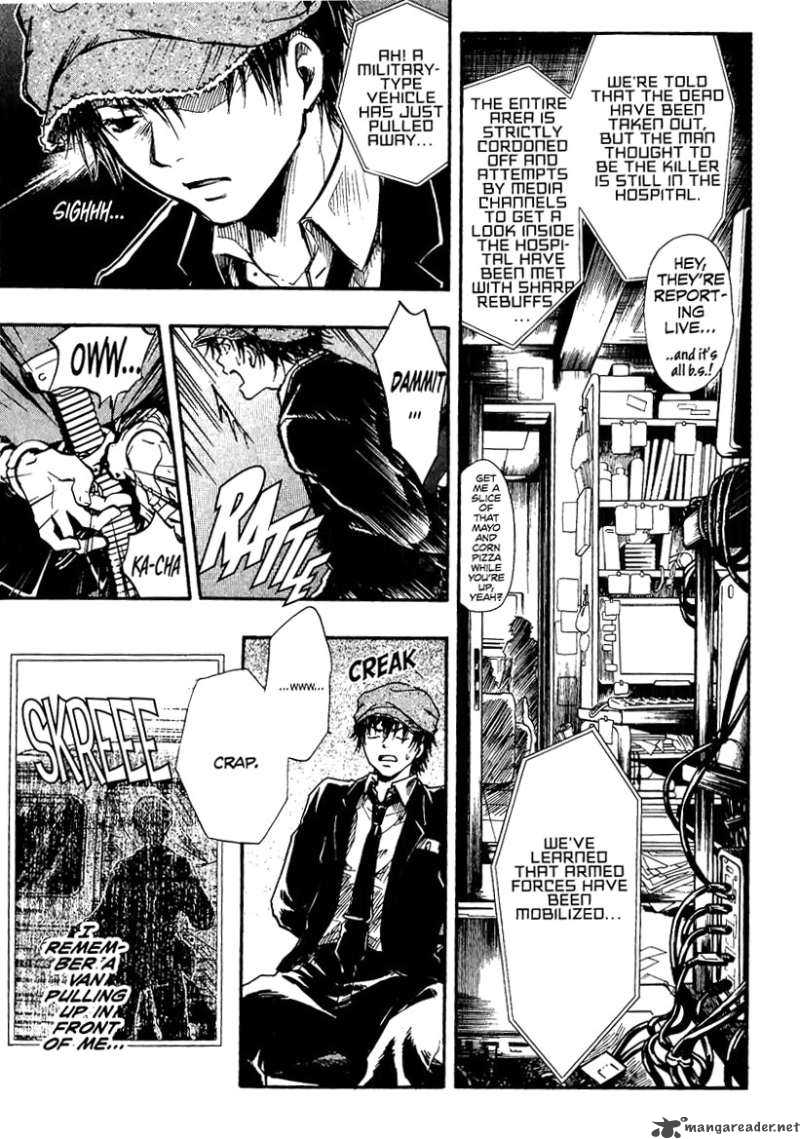 WE'RE TOLD
THAT THE DEAD
HAVE BEEN
TAKEN OUT,
BUT THE MAN
THOUGHT TO
BE THE KILLER
IS STILL IN THE
HOSPITAL.
THE ENTIRE
AREA IS
STRICTLY
CORDONED
OFF AND
ATTEMPTS
BY MEDIA
CHANNELS
TO GET A
LOOK INSIDE
THE HOSPI-
TAL HAVE
BEEN MET
WITH SHARP
REBUFFS
...
HEY,
THEY'RE
REPORT-
ING
LIVE...
...and it's
all b.s.!
GET
ME A
SLICE OF
THAT
MAYO
AND
CORN
PIZZA
WHILE
YOU'RE
UP,
YEAH?
WE'VE
LEARNED
THAT ARMED
FORCES HAVE
BEEN
MOBILIZED...
AH! A
MILITARY-
TYPE
VEHICLE
HAS JUST
PULLED
AWAY...
SIGHHH...
DAMMIT
...
RATTLE
OWW...
KA-CHA
CREAK
...WWW...
CRAP.
SKREEE
I
REMEM-
BER A
VAN
PULLING
UP IN
FRONT
OF ME...
mangareader.net